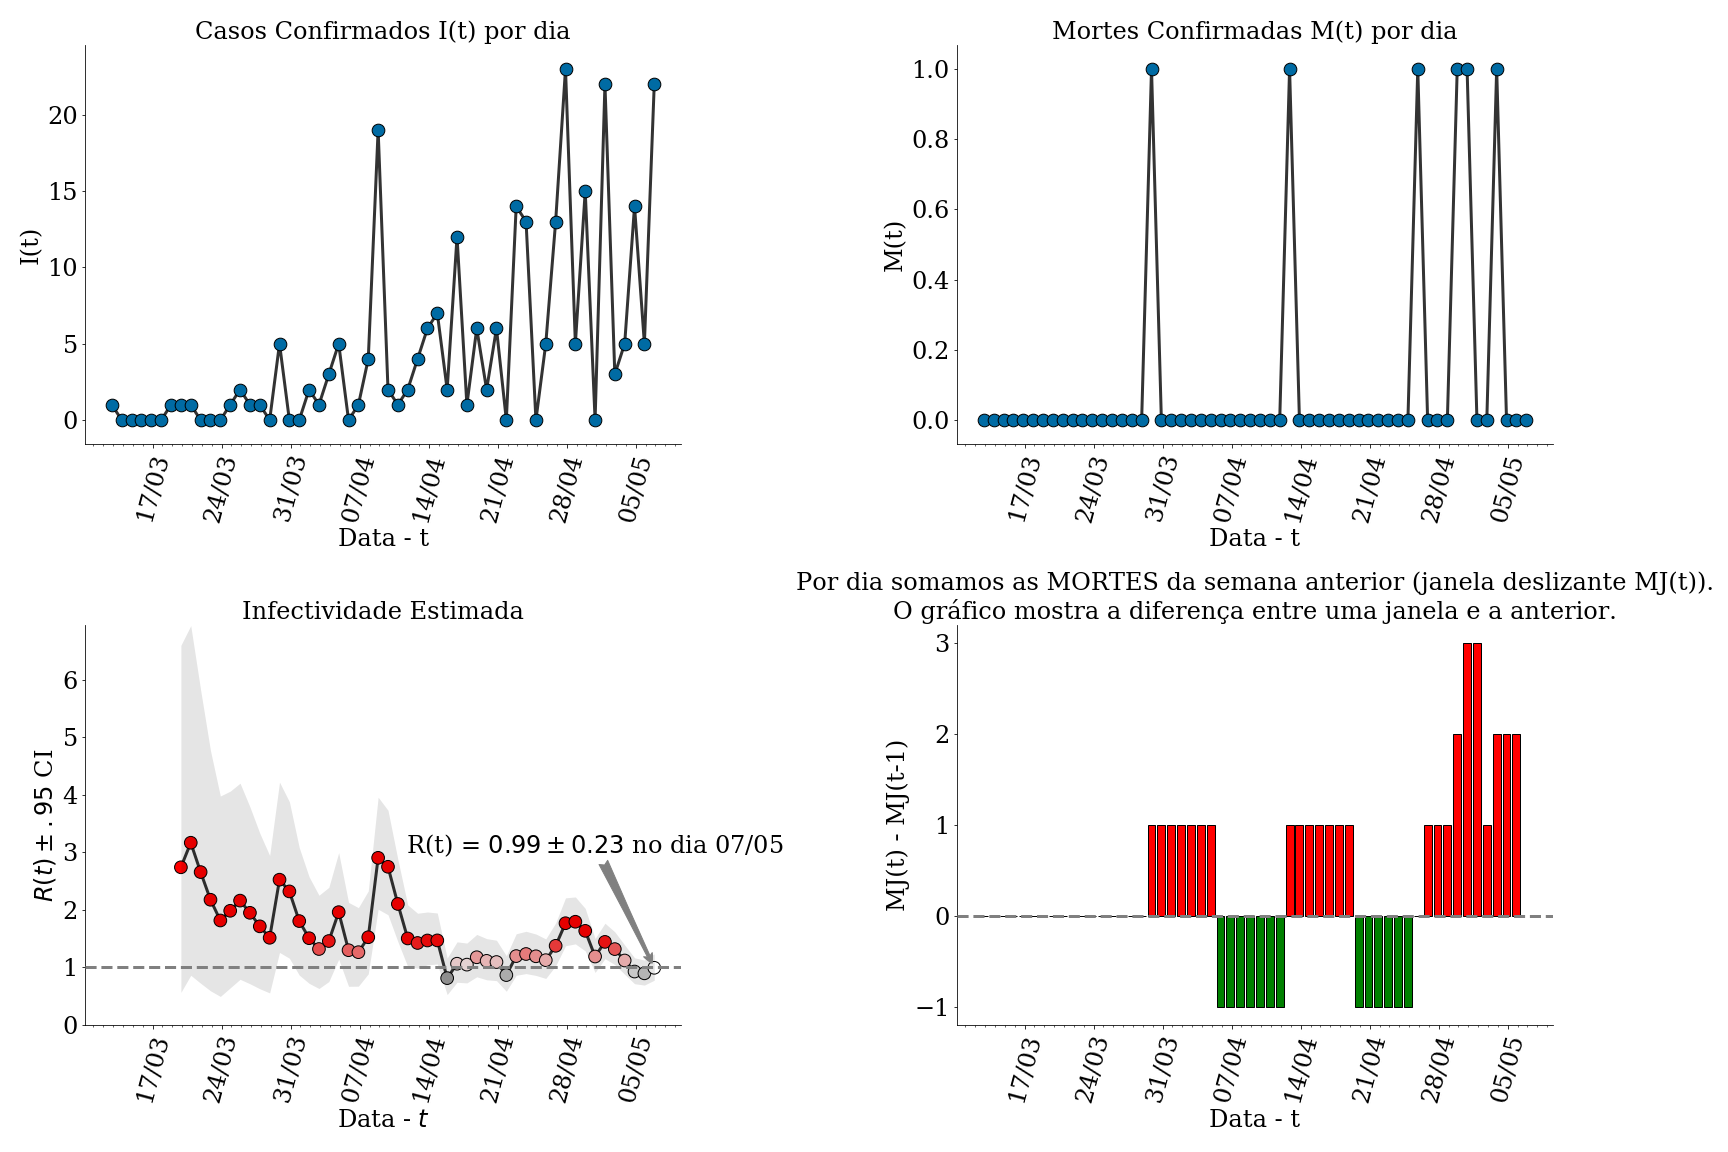 Casos Confirmados I(t) por dia
I(t)
20
15
10
5
0
17/03 24/03 31/03 07/04 14/04 21/04 28/04 05/05
Data - t
Mortes Confirmadas M(t) por dia
M(t)
1.0
0.8
0.6
0.4
0.2
0.0
17/03 24/03 31/03 07/04 14/04 21/04 28/04 05/05
Data - t
Infectividade Estimada
R(t) ± .95 CI
6
5
4
3
2
1
0
R(t) = 0.99 ± 0.23 no dia 07/05
17/03 24/03 31/03 07/04 14/04 21/04 28/04 05/05
Data - t
Por dia somamos as MORTES da semana anterior (janela deslizante MJ(t)).
O gráfico mostra a diferença entre uma janela e a anterior.
MJ(t) - MJ(t-1)
3
2
1
0
−1
17/03 24/03 31/03 07/04 14/04 21/04 28/04 05/05
Data - t